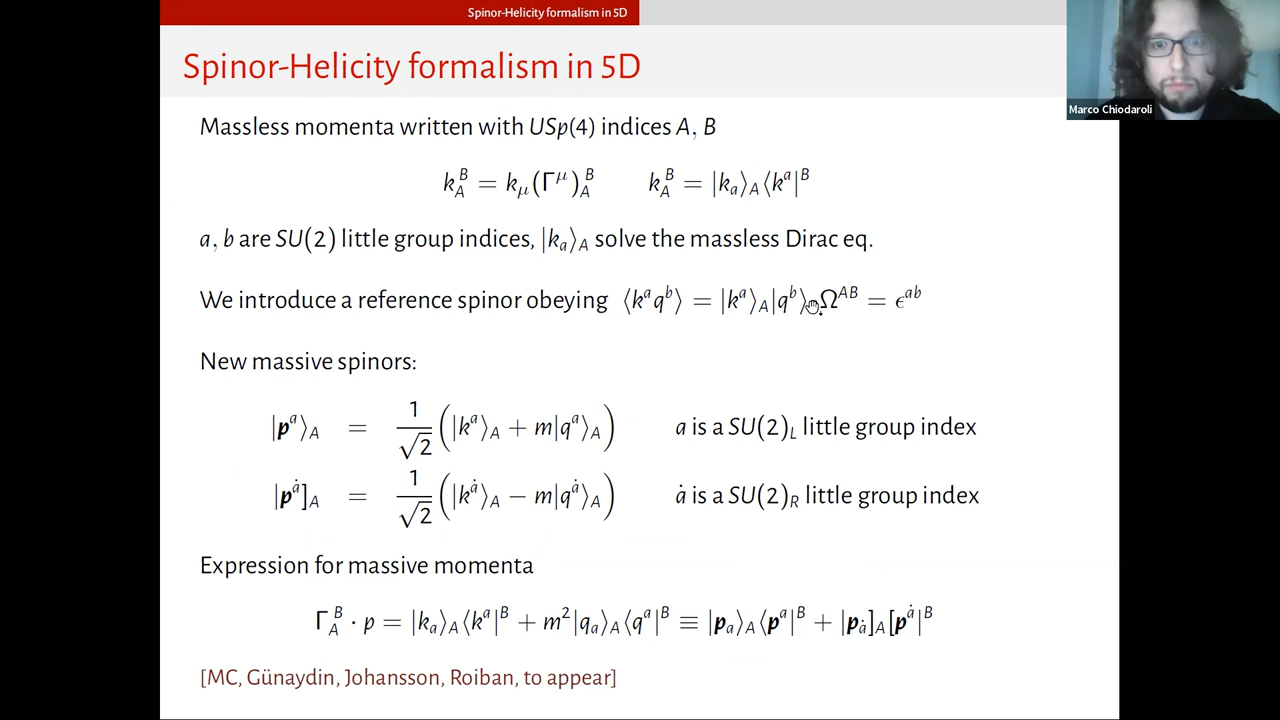 Spinor-Helicity formalism in 5D
Spinor-Helicity formalism in 5D
Marco Chiodaroli
Massless momenta written with USp(4) indices A, B
k_A^B = k_μ(Γ^μ)_A^B    k_A^B = |k_a⟩_A⟨k^a|^B
a, b are SU(2) little group indices, |k_a⟩_A solve the massless Dirac eq.
We introduce a reference spinor obeying ⟨k^a q^b⟩ = |k^a⟩_A|q^b⟩ Ω^{AB} = ϵ^{ab}
New massive spinors:
|p^a⟩_A = 1/√2 (|k^a⟩_A + m|q^a⟩_A)    a is a SU(2)_L little group index
|p^ȧ]_A = 1/√2 (|k^ȧ⟩_A − m|q^ȧ⟩_A)    ȧ is a SU(2)_R little group index
Expression for massive momenta
Γ_A^B · p = |k_a⟩_A⟨k^a|^B + m²|q_a⟩_A⟨q^a|^B ≡ |p_a⟩_A⟨p^a|^B + |p_ȧ]_A[p^ȧ|^B
[MC, Günaydin, Johansson, Roiban, to appear]